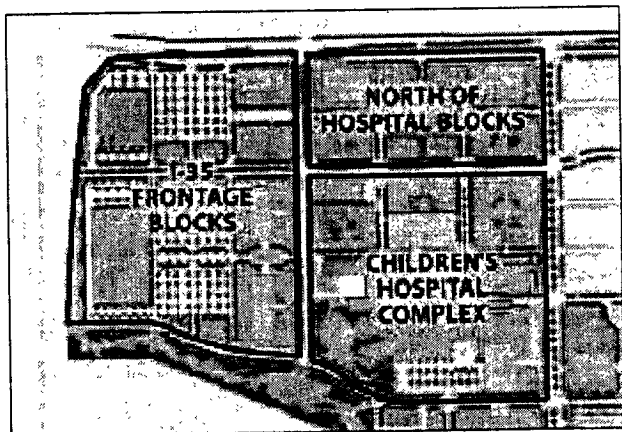 NORTH OF
HOSPITAL BLOCKS
I-35
FRONTAGE
BLOCKS
CHILDREN'S
HOSPITAL
COMPLEX